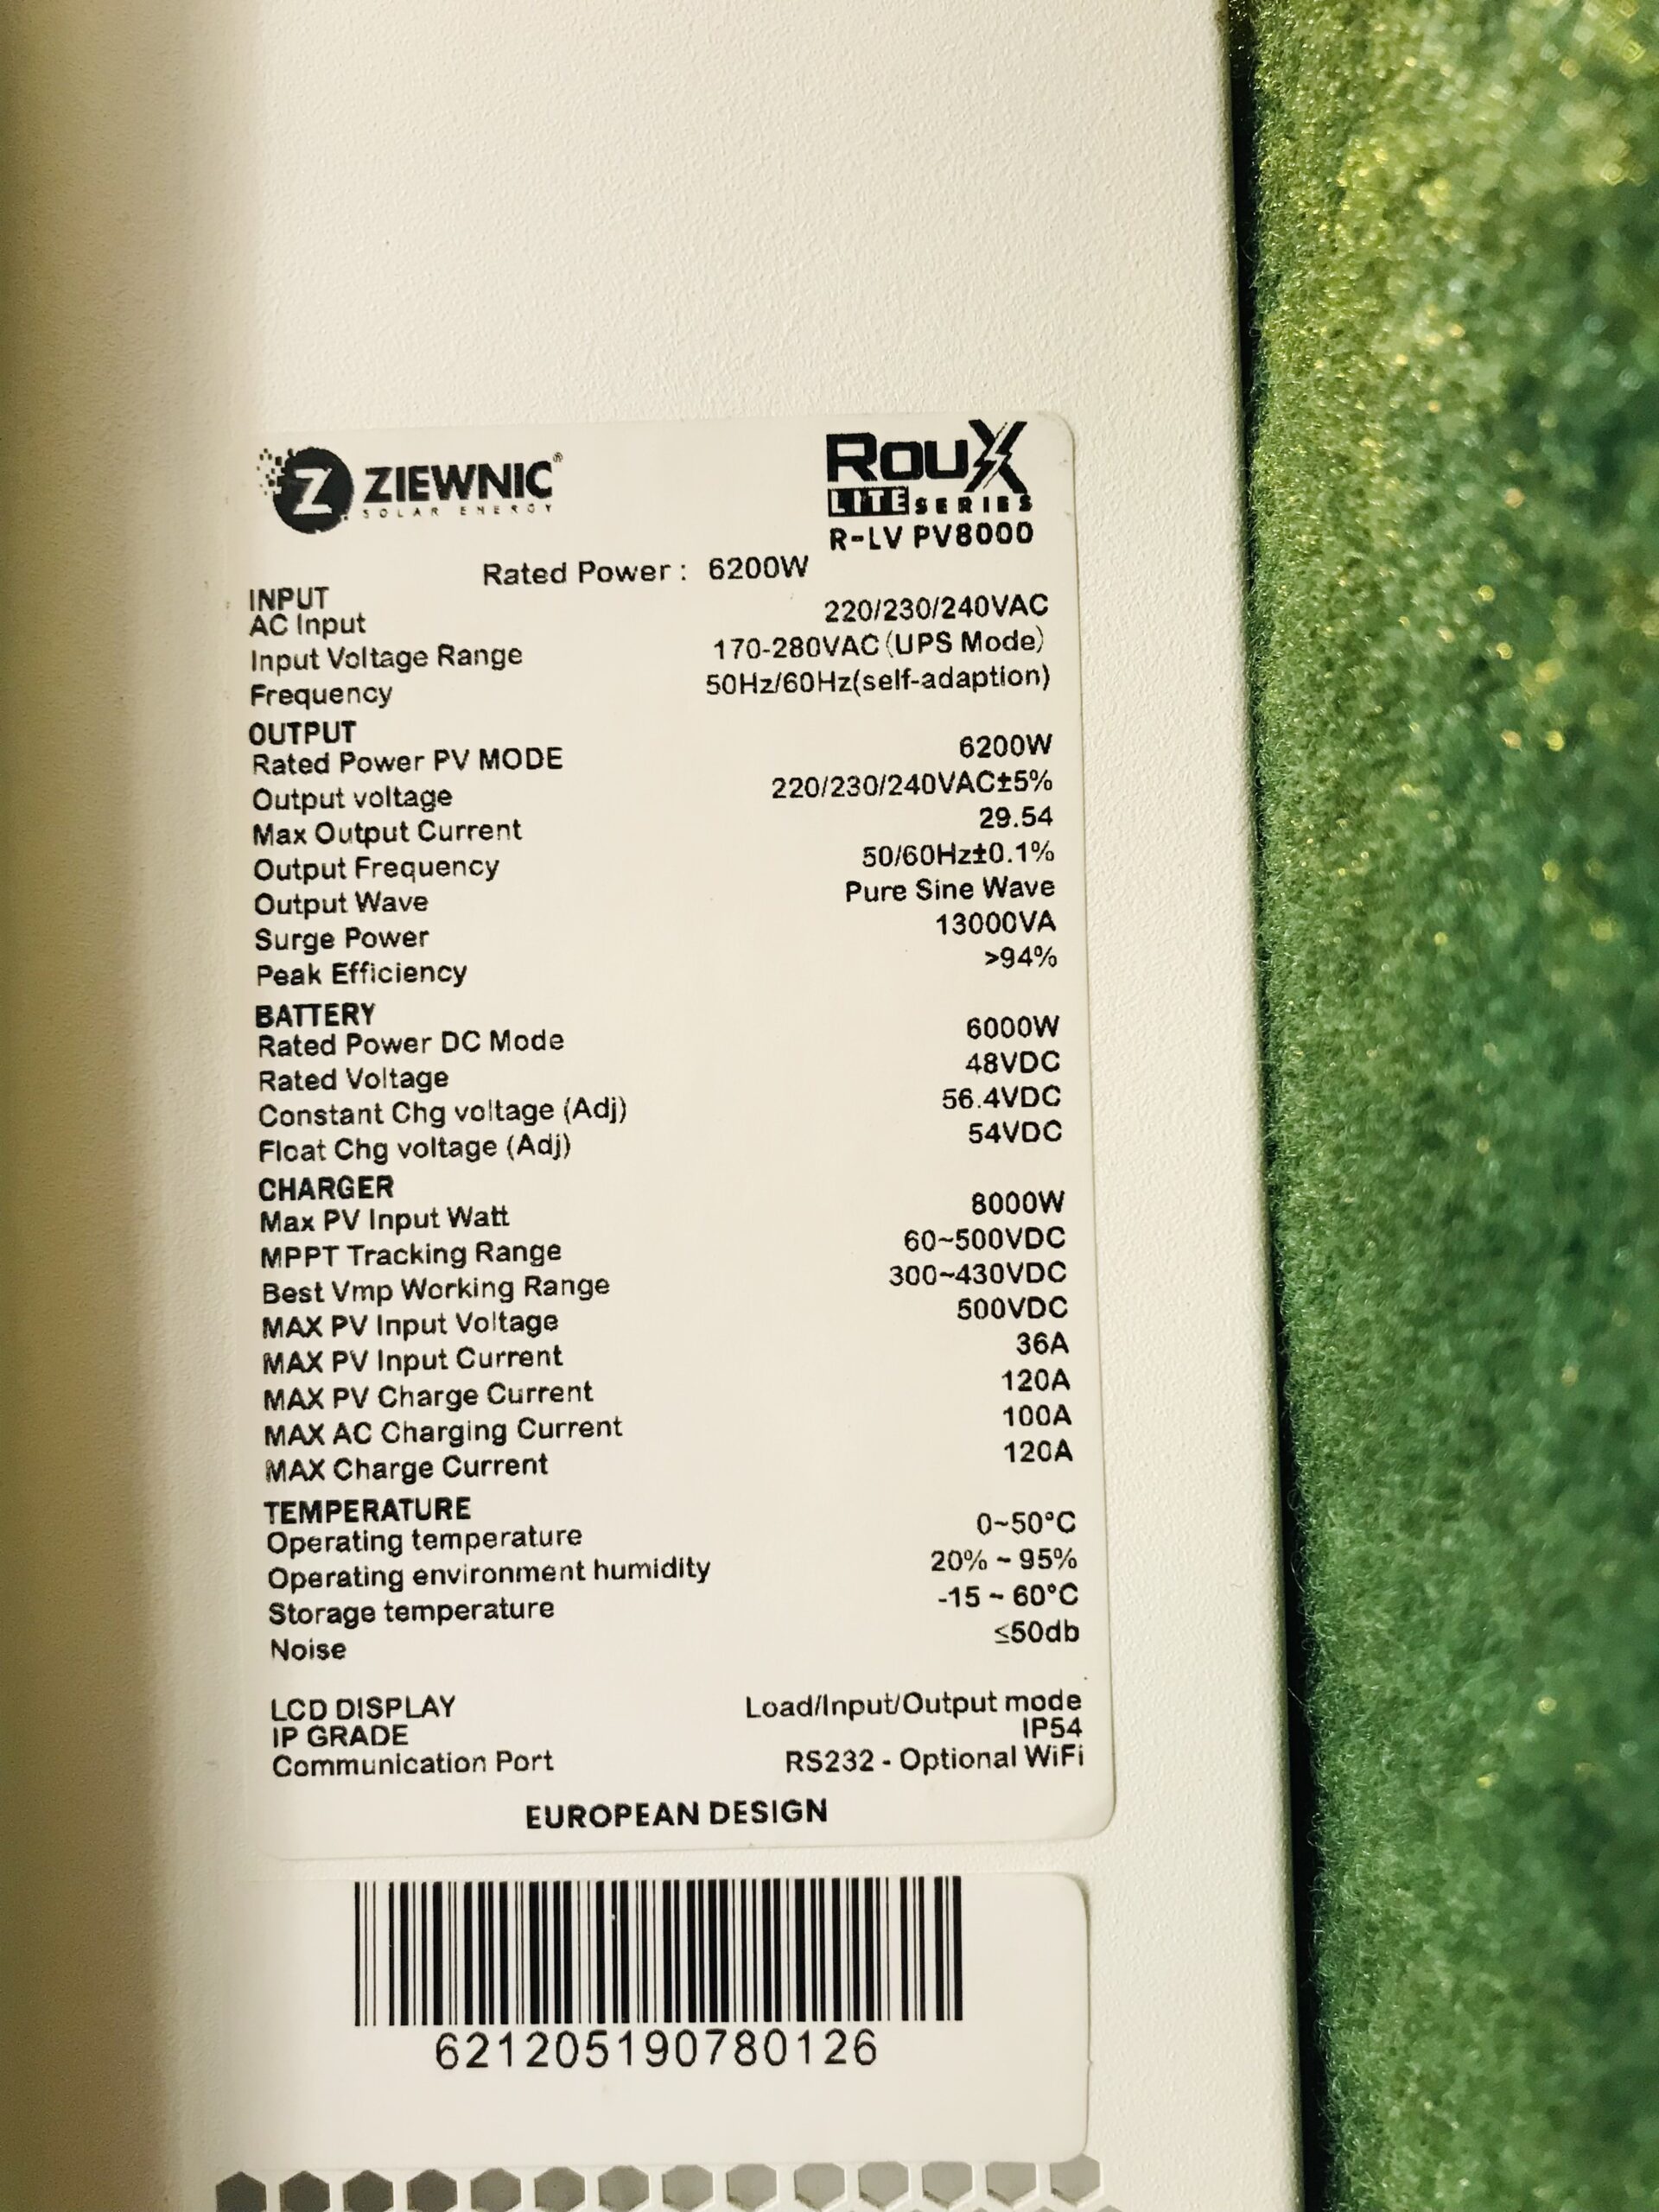 ZIEWNIC®
SOLAR ENERGY
RouX
LITE SERIES
R-LV PV8000
Rated Power : 6200W
INPUT
AC Input 220/230/240VAC
Input Voltage Range 170-280VAC (UPS Mode)
Frequency 50Hz/60Hz(self-adaption)
OUTPUT
Rated Power PV MODE 6200W
Output voltage 220/230/240VAC±5%
Max Output Current 29.54
Output Frequency 50/60Hz±0.1%
Output Wave Pure Sine Wave
Surge Power 13000VA
Peak Efficiency >94%
BATTERY
Rated Power DC Mode 6000W
Rated Voltage 48VDC
Constant Chg voltage (Adj) 56.4VDC
Float Chg voltage (Adj) 54VDC
CHARGER
Max PV Input Watt 8000W
MPPT Tracking Range 60~500VDC
Best Vmp Working Range 300~430VDC
MAX PV Input Voltage 500VDC
MAX PV Input Current 36A
MAX PV Charge Current 120A
MAX AC Charging Current 100A
MAX Charge Current 120A
TEMPERATURE
Operating temperature 0~50°C
Operating environment humidity 20% ~ 95%
Storage temperature -15 ~ 60°C
Noise ≤50db
LCD DISPLAY Load/Input/Output mode
IP GRADE IP54
Communication Port RS232 - Optional WiFi
EUROPEAN DESIGN
621205190780126